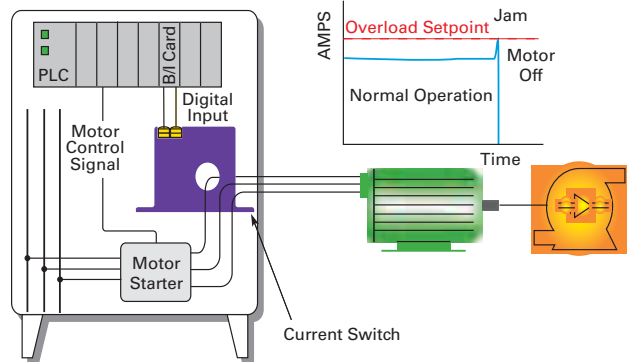 PLC
B/I Card
Digital
Input
Motor
Control
Signal
Motor
Starter
Current Switch
AMPS
Overload Setpoint
Jam
Motor
Off
Normal Operation
Time